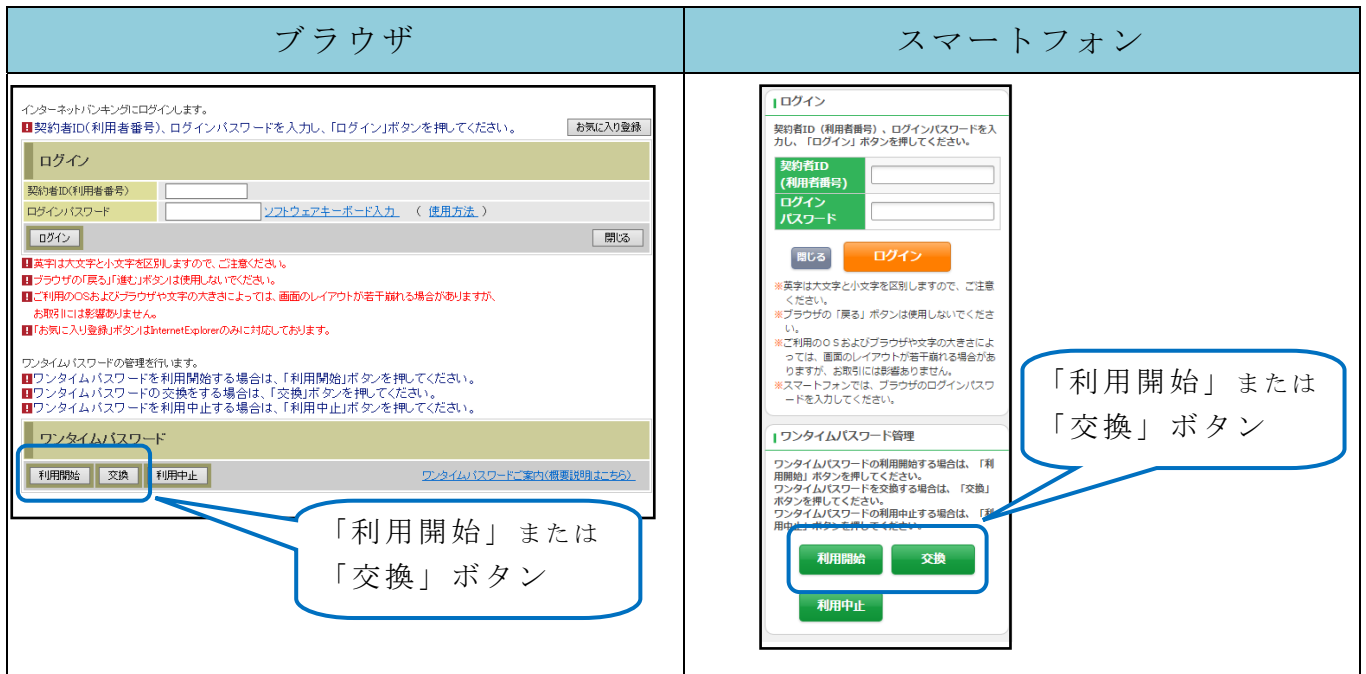 ブラウザ
スマートフォン
インターネットバンキングにログインします。
契約者ID(利用者番号)、ログインパスワードを入力し、「ログイン」ボタンを押してください。
お気に入り登録
ログイン
契約者ID(利用者番号)
ログインパスワード
ソフトウェアキーボード入力 （ 使用方法 ）
ログイン
閉じる
英字は大文字と小文字を区別しますので、ご注意ください。
ブラウザの「戻る」「進む」ボタンは使用しないでください。
ご利用のOSおよびブラウザや文字の大きさによっては、画面のレイアウトが若干崩れる場合がありますが、
お取引には影響ありません。
「お気に入り登録」ボタンはInternetExplorerのみに対応しております。
ワンタイムパスワードの管理を行います。
ワンタイムパスワードを利用開始する場合は、「利用開始」ボタンを押してください。
ワンタイムパスワードの交換をする場合は、「交換」ボタンを押してください。
ワンタイムパスワードを利用中止する場合は、「利用中止」ボタンを押してください。
ワンタイムパスワード
利用開始 交換 利用中止
ワンタイムパスワードご案内(概要説明はこちら)
「利用開始」または
「交換」ボタン
ログイン
契約者ID（利用者番号）、ログインパスワードを入
力し、「ログイン」ボタンを押してください。
契約者ID
(利用者番号)
ログイン
パスワード
閉じる ログイン
※英字は大文字と小文字を区別しますので、ご注意
ください。
※ブラウザの「戻る」ボタンは使用しないでくださ
い。
※ご利用のＯＳおよびブラウザや文字の大きさによ
っては、画面のレイアウトが若干崩れる場合があ
りますが、お取引には影響ありません。
※スマートフォンでは、ブラウザのログインパスワ
ードを入力してください。
ワンタイムパスワード管理
ワンタイムパスワードの利用開始する場合は、「利
用開始」ボタンを押してください。
ワンタイムパスワードを交換する場合は、「交換」
ボタンを押してください。
ワンタイムパスワードの利用中止する場合は、「利
用中止」ボタンを押してください。
利用開始 交換
利用中止
「利用開始」または
「交換」ボタン